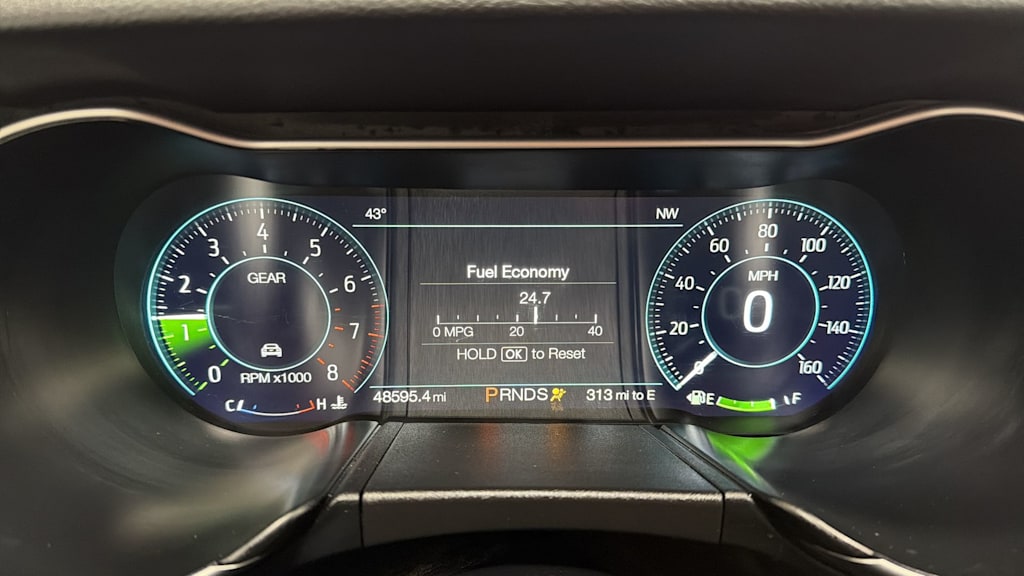 43°
NW
0 1 2 3 4 5 6 7 8
GEAR
RPM x1000
C H
Fuel Economy
24.7
0 MPG 20 40
HOLD OK to Reset
48595.4 mi
PRNDS
313 mi to E
0 20 40 60 80 100 120 140 160
MPH
0
E F